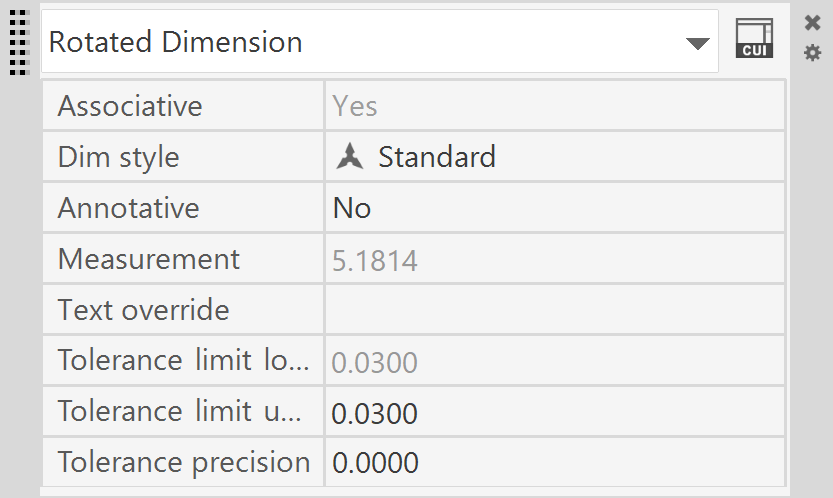 Rotated Dimension
CUI
Associative Yes
Dim style Standard
Annotative No
Measurement 5.1814
Text override
Tolerance limit lo... 0.0300
Tolerance limit u... 0.0300
Tolerance precision 0.0000